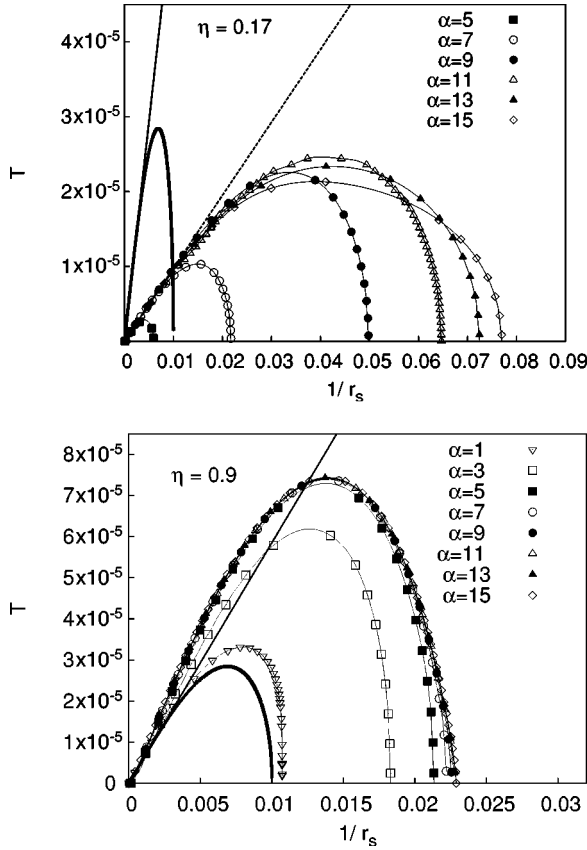 η = 0.17
α=5
α=7
α=9
α=11
α=13
α=15
4x10⁻⁵
3x10⁻⁵
2x10⁻⁵
1x10⁻⁵
0
T
0 0.01 0.02 0.03 0.04 0.05 0.06 0.07 0.08 0.09
1/ rₛ
η = 0.9
α=1
α=3
α=5
α=7
α=9
α=11
α=13
α=15
8x10⁻⁵
7x10⁻⁵
6x10⁻⁵
5x10⁻⁵
4x10⁻⁵
3x10⁻⁵
2x10⁻⁵
1x10⁻⁵
0
T
0 0.005 0.01 0.015 0.02 0.025 0.03
1/ rₛ